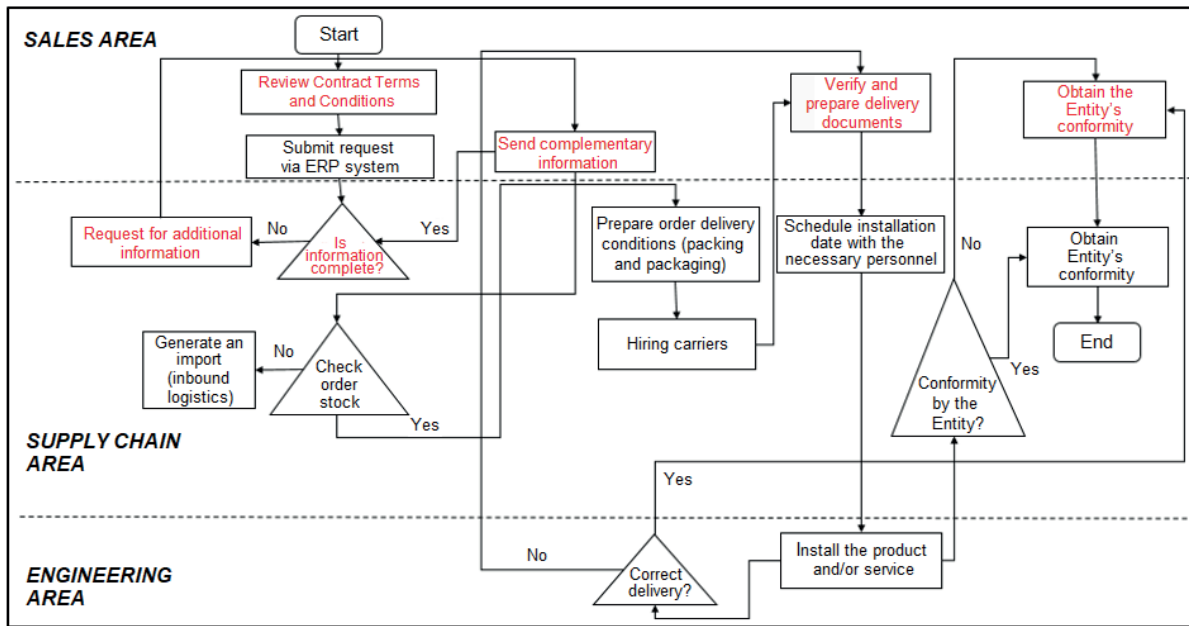 SALES AREA
Start
Review Contract Terms
and Conditions
Submit request
via ERP system
Send complementary
information
Verify and
prepare delivery
documents
Obtain the
Entity's
conformity
Request for additional
information
No
Is
information
complete?
Yes
Prepare order delivery
conditions (packing
and packaging)
Schedule installation
date with the
necessary personnel
No
Obtain
Entity's
conformity
Generate an
import
(inbound
logistics)
No
Check
order
stock
Yes
Hiring carriers
Conformity
by the
Entity?
Yes
End
SUPPLY CHAIN
AREA
Yes
ENGINEERING
AREA
No
Correct
delivery?
Install the product
and/or service